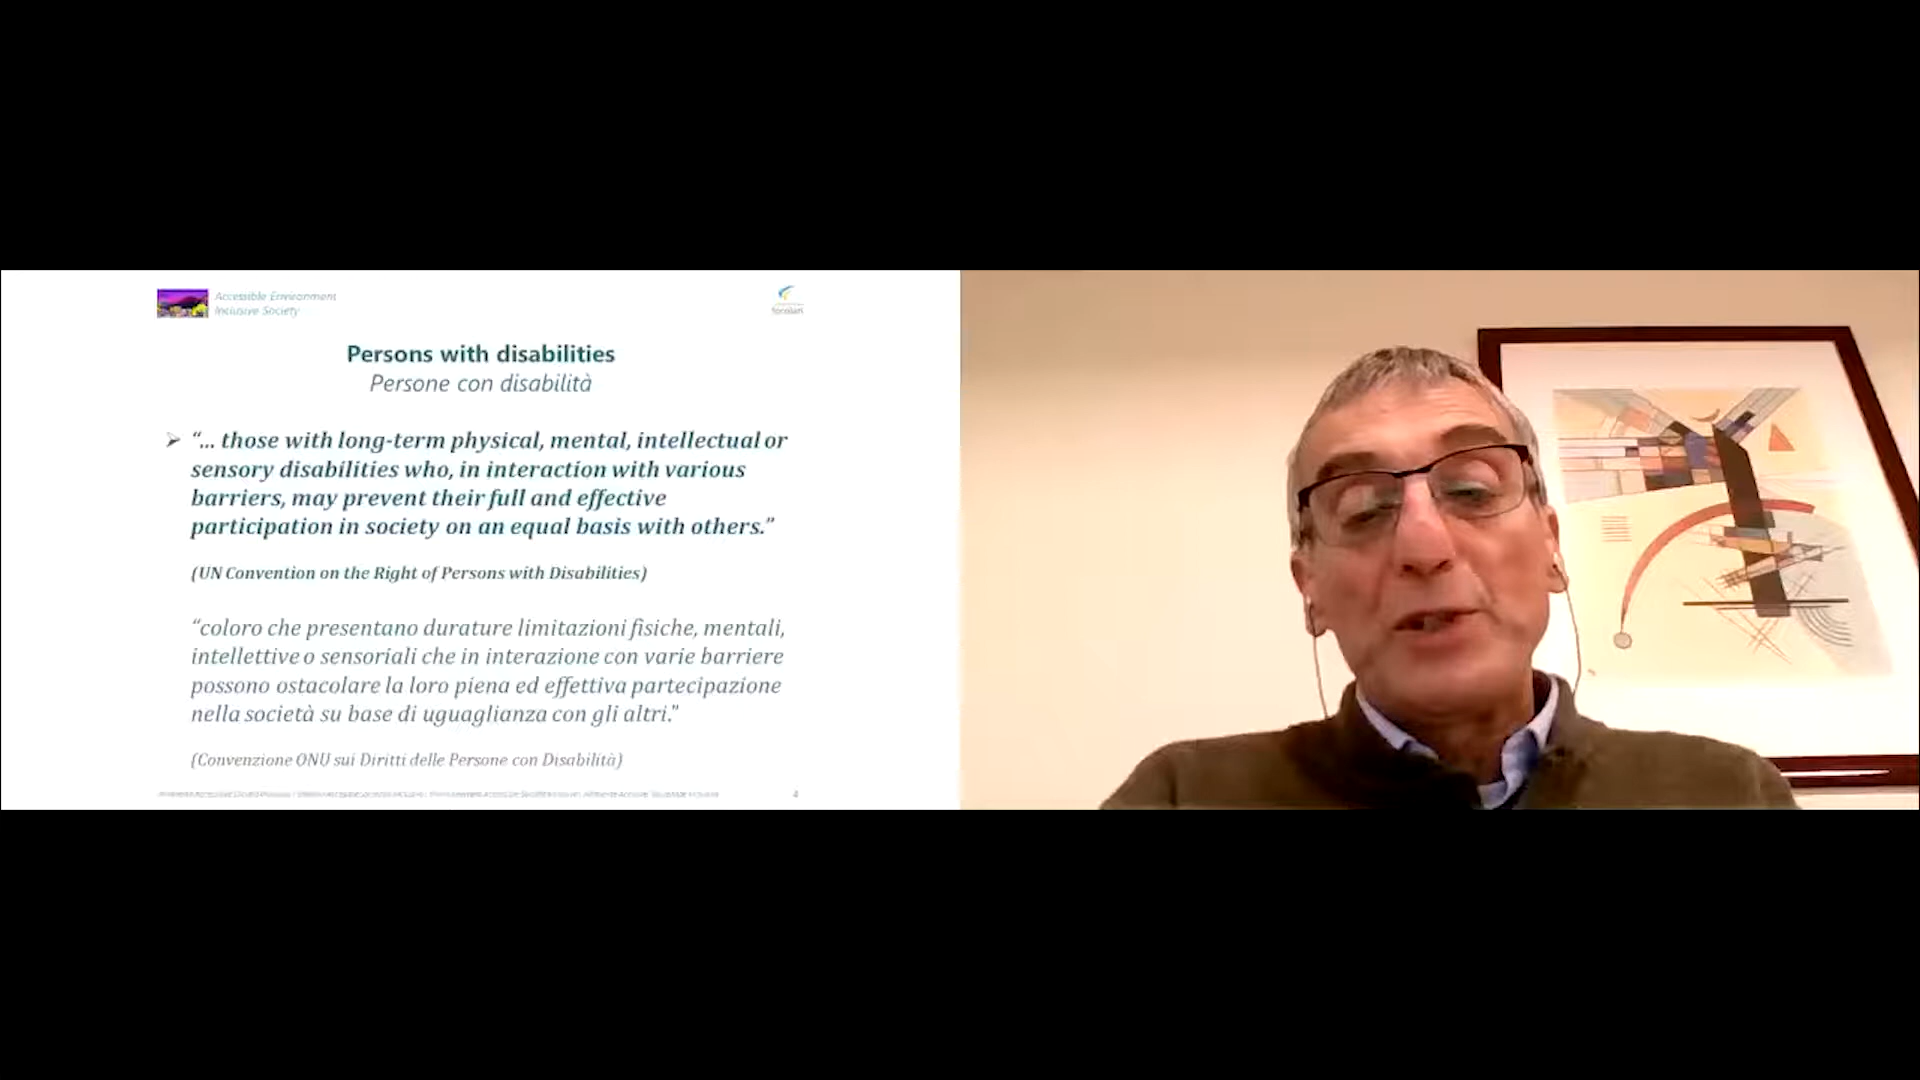 Accessible Environment
Inclusive Society
focolari
Persons with disabilities
Persone con disabilità
➢ “... those with long-term physical, mental, intellectual or
sensory disabilities who, in interaction with various
barriers, may prevent their full and effective
participation in society on an equal basis with others.”
(UN Convention on the Right of Persons with Disabilities)
“coloro che presentano durature limitazioni fisiche, mentali,
intellettive o sensoriali che in interazione con varie barriere
possono ostacolare la loro piena ed effettiva partecipazione
nella società su base di uguaglianza con gli altri.”
(Convenzione ONU sui Diritti delle Persone con Disabilità)
4